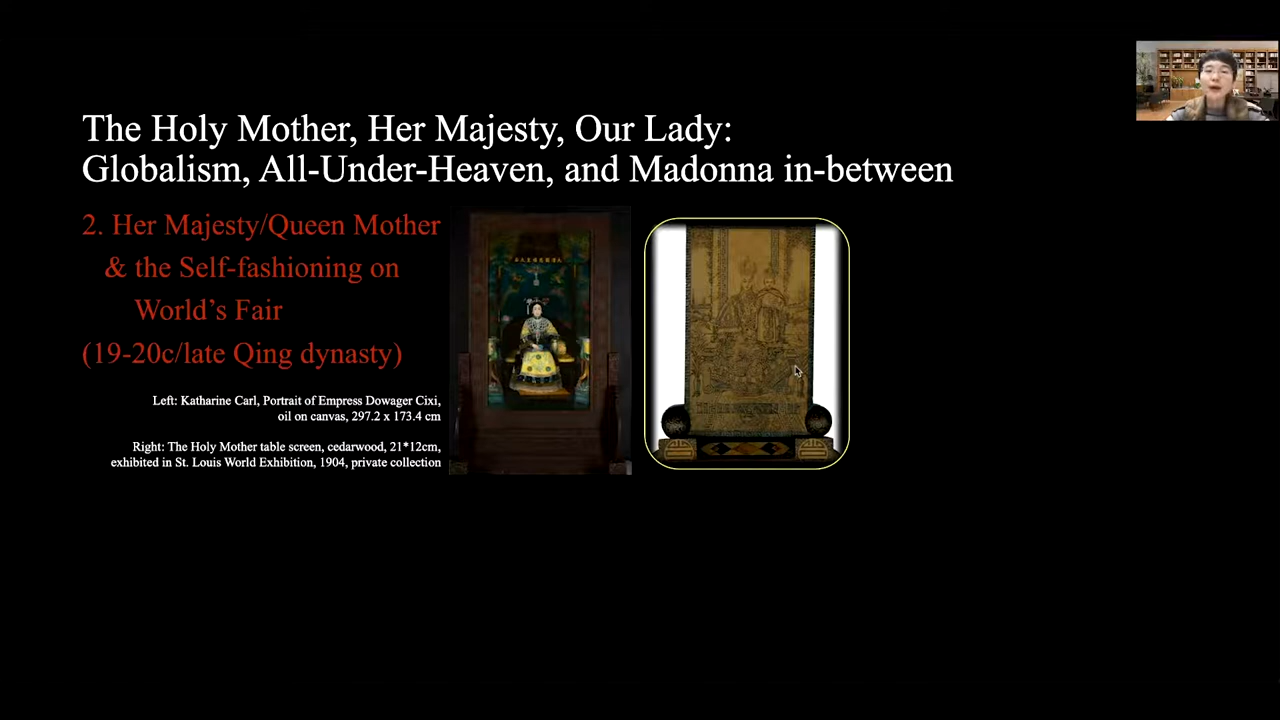 The Holy Mother, Her Majesty, Our Lady:
Globalism, All-Under-Heaven, and Madonna in-between
2. Her Majesty/Queen Mother
& the Self-fashioning on
World’s Fair
(19-20c/late Qing dynasty)
Left: Katharine Carl, Portrait of Empress Dowager Cixi,
oil on canvas, 297.2 x 173.4 cm
Right: The Holy Mother table screen, cedarwood, 21*12cm,
exhibited in St. Louis World Exhibition, 1904, private collection